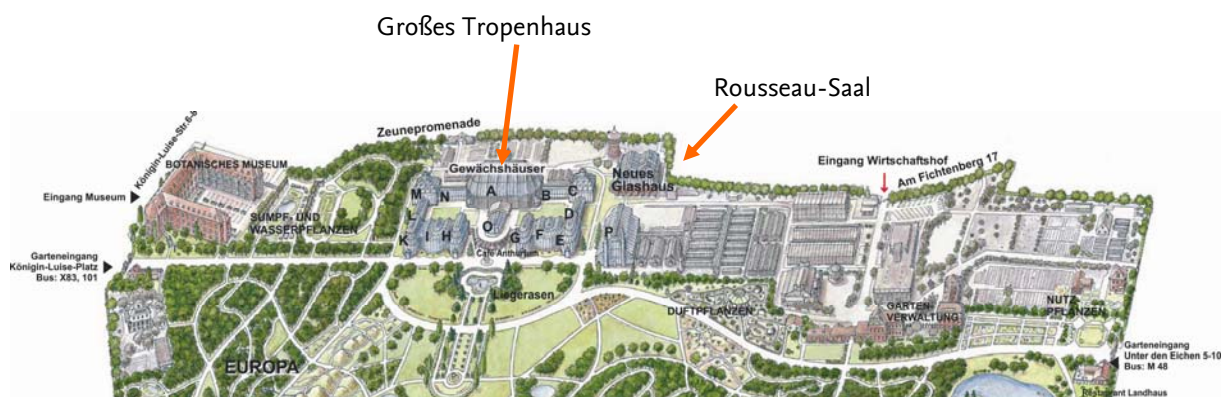 Großes Tropenhaus
Rousseau-Saal
Zeunepromenade
Königin-Luise-Str.6-8
BOTANISCHES MUSEUM
Eingang Museum
SUMPF- UND
WASSERPFLANZEN
Garteneingang
Königin-Luise-Platz
Bus: X83, 101
Gewächshäuser
M
N
A
B
C
L
O
D
K
I
H
G
F
E
P
Café Anthurium
Neues
Glashaus
Eingang Wirtschaftshof
Am Fichtenberg 17
Liegerasen
DUFTPFLANZEN
GARTEN-
VERWALTUNG
NUTZ-
PFLANZEN
EUROPA
Garteneingang
Unter den Eichen 5-10
Bus: M 48
Restaurant Landhaus